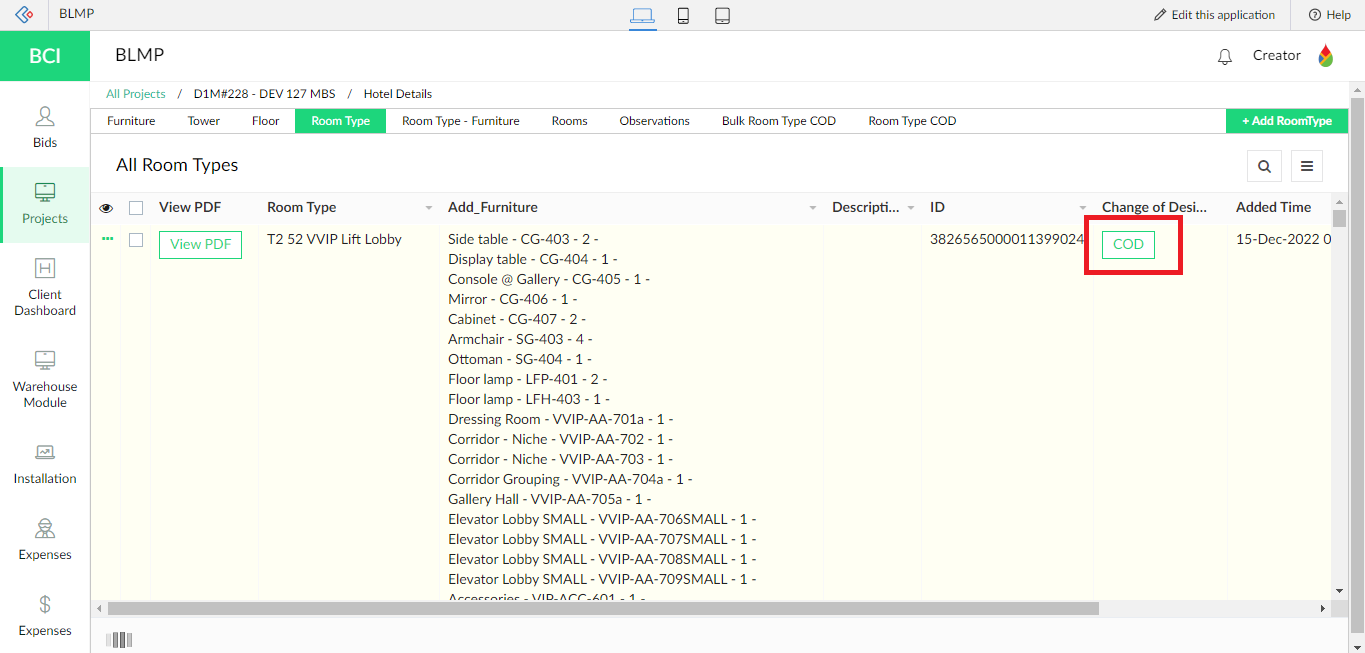 BLMP
Edit this application
Help
BCI
BLMP
Creator
All Projects / D1M#228 - DEV 127 MBS / Hotel Details
Furniture Tower Floor Room Type Room Type - Furniture Rooms Observations Bulk Room Type COD Room Type COD + Add RoomType
Bids
Projects
Client
Dashboard
Warehouse
Module
Installation
Expenses
$
Expenses
All Room Types
View PDF Room Type Add_Furniture Descripti... ID Change of Desi... Added Time
View PDF T2 52 VVIP Lift Lobby Side table - CG-403 - 2 - 3826565000011399024 COD 15-Dec-2022 0
Display table - CG-404 - 1 -
Console @ Gallery - CG-405 - 1 -
Mirror - CG-406 - 1 -
Cabinet - CG-407 - 2 -
Armchair - SG-403 - 4 -
Ottoman - SG-404 - 1 -
Floor lamp - LFP-401 - 2 -
Floor lamp - LFH-403 - 1 -
Dressing Room - VVIP-AA-701a - 1 -
Corridor - Niche - VVIP-AA-702 - 1 -
Corridor - Niche - VVIP-AA-703 - 1 -
Corridor Grouping - VVIP-AA-704a - 1 -
Gallery Hall - VVIP-AA-705a - 1 -
Elevator Lobby SMALL - VVIP-AA-706SMALL - 1 -
Elevator Lobby SMALL - VVIP-AA-707SMALL - 1 -
Elevator Lobby SMALL - VVIP-AA-708SMALL - 1 -
Elevator Lobby SMALL - VVIP-AA-709SMALL - 1 -
Accessories - VIP-ACC-601 - 1 -